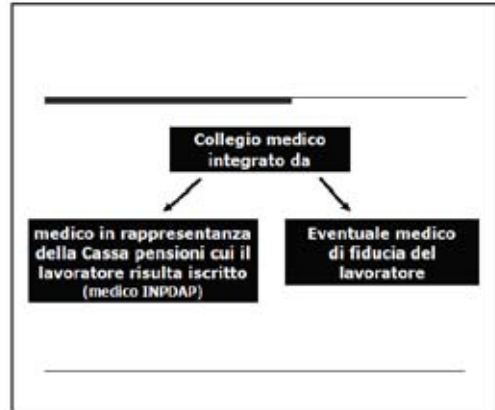 Collegio medico
integrato da
medico in rappresentanza
della Cassa pensioni cui il
lavoratore risulta iscritto
(medico INPDAP)
Eventuale medico
di fiducia del
lavoratore